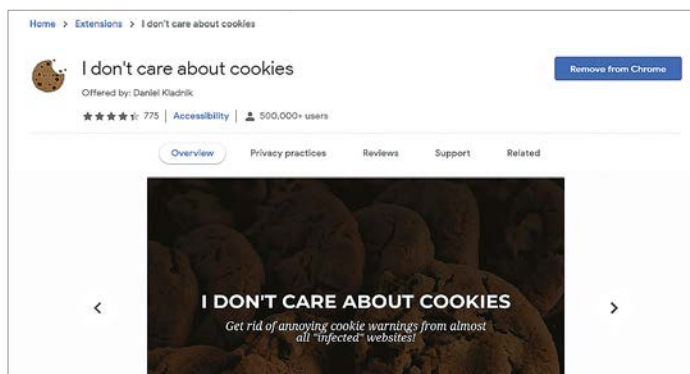 Home > Extensions > I don't care about cookies
I don't care about cookies
Remove from Chrome
Offered by: Daniel Kladnik
775 | Accessibility | 500,000+ users
Overview Privacy practices Reviews Support Related
I DON'T CARE ABOUT COOKIES
Get rid of annoying cookie warnings from almost
all "infected" websites!